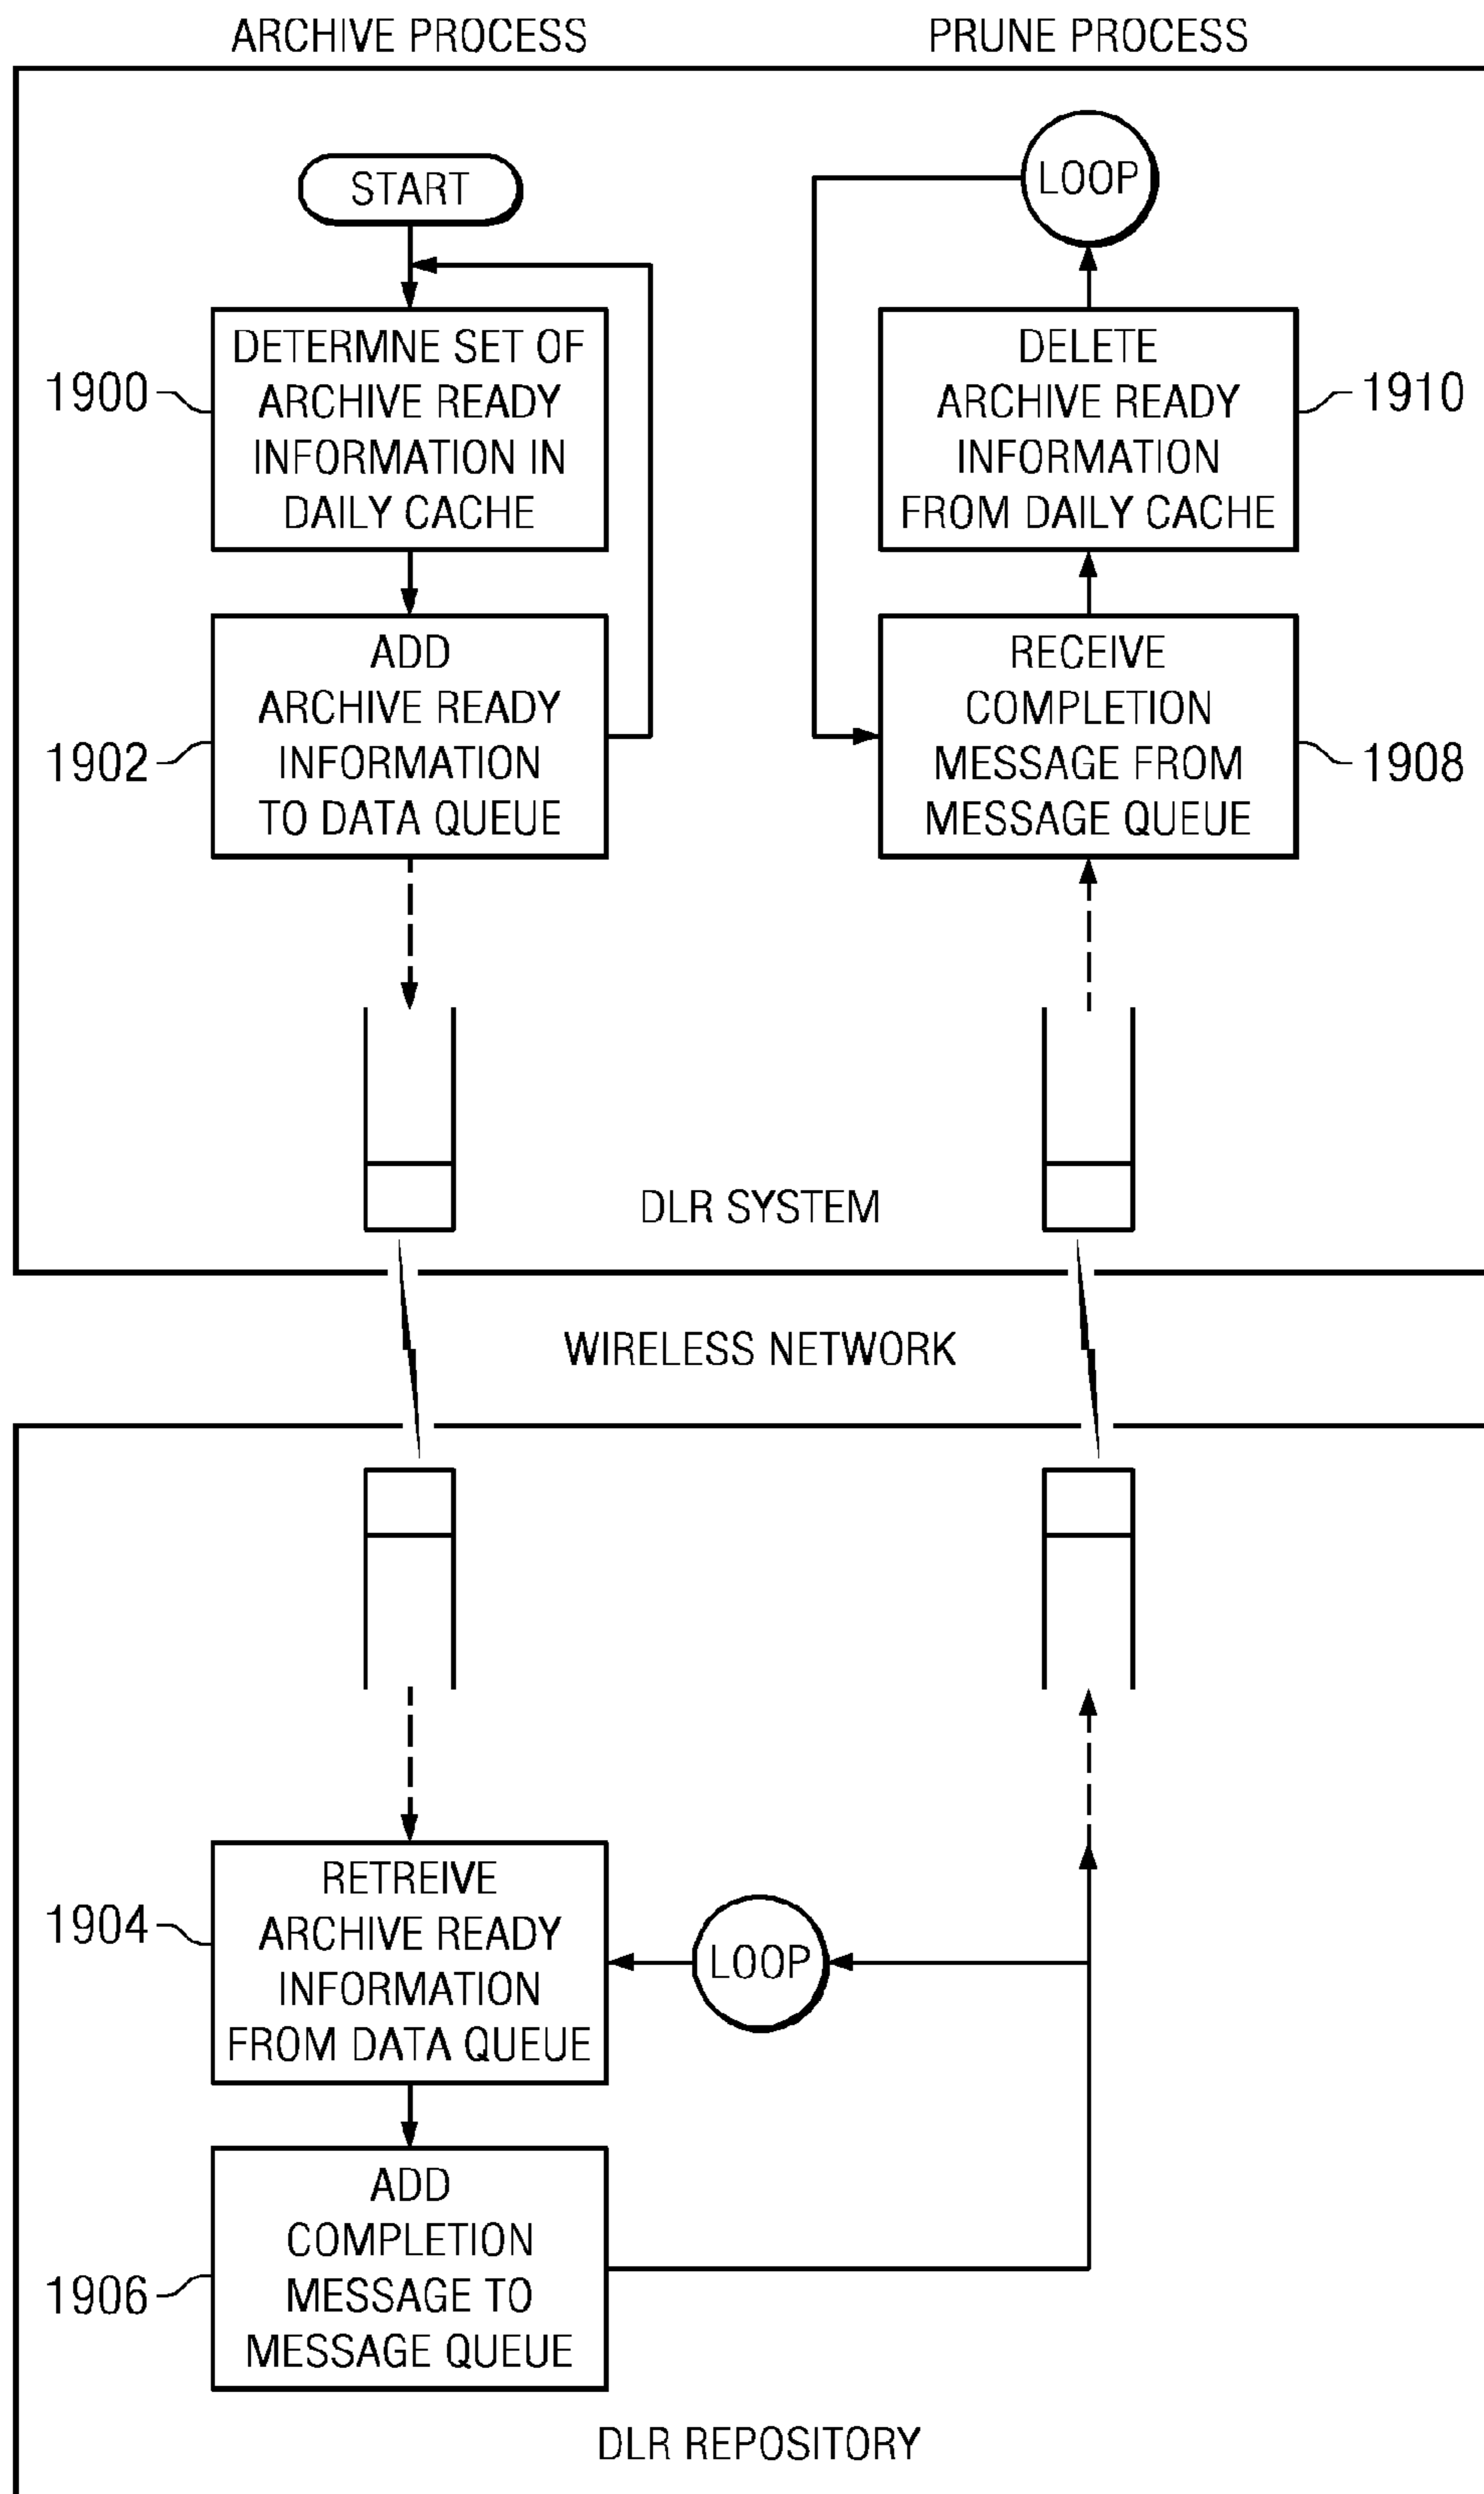 ARCHIVE PROCESS
PRUNE PROCESS
START
LOOP
1900
DETERMNE SET OF
ARCHIVE READY
INFORMATION IN
DAILY CACHE
DELETE
ARCHIVE READY
INFORMATION
FROM DAILY CACHE
1910
1902
ADD
ARCHIVE READY
INFORMATION
TO DATA QUEUE
RECEIVE
COMPLETION
MESSAGE FROM
MESSAGE QUEUE
1908
DLR SYSTEM
WIRELESS NETWORK
1904
RETREIVE
ARCHIVE READY
INFORMATION
FROM DATA QUEUE
LOOP
1906
ADD
COMPLETION
MESSAGE TO
MESSAGE QUEUE
DLR REPOSITORY